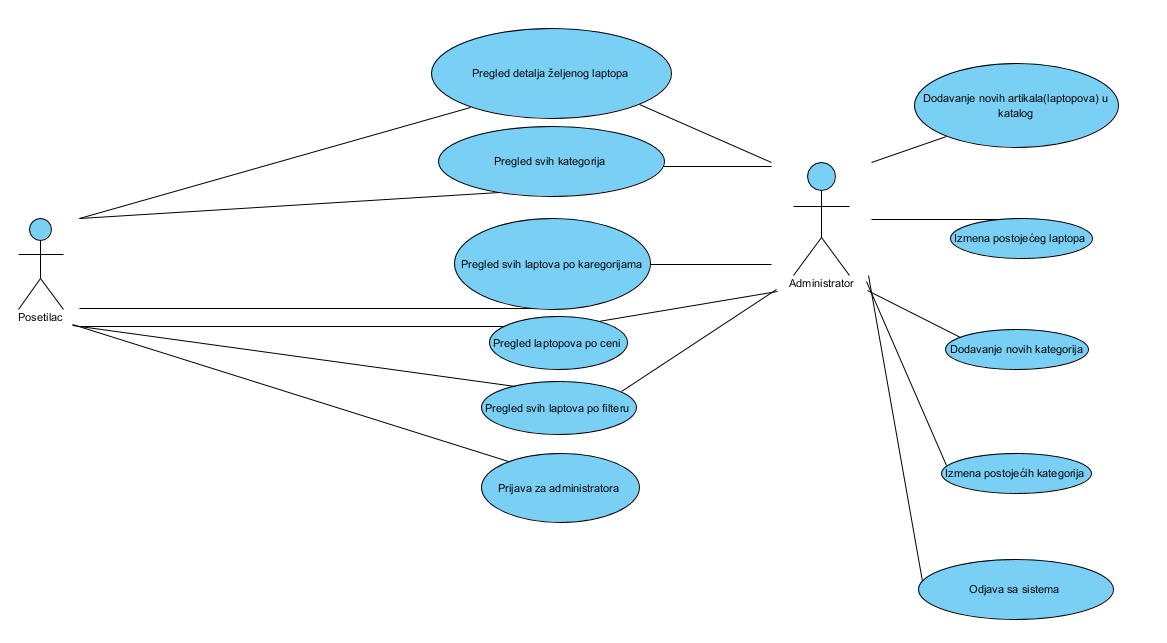 Pregled detalja željenog laptopa
Dodavanje novih artikala(laptopova) u
katalog
Pregled svih kategorija
Izmena postojećeg laptopa
Pregled svih laptova po karegorijama
Administrator
Posetilac
Pregled laptopova po ceni
Dodavanje novih kategorija
Pregled svih laptova po filteru
Izmena postojećih kategorija
Prijava za administratora
Odjava sa sistema